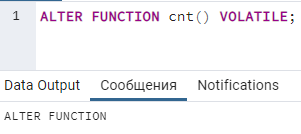 1 ALTER FUNCTION cnt() VOLATILE;
Data Output Сообщения Notifications
ALTER FUNCTION